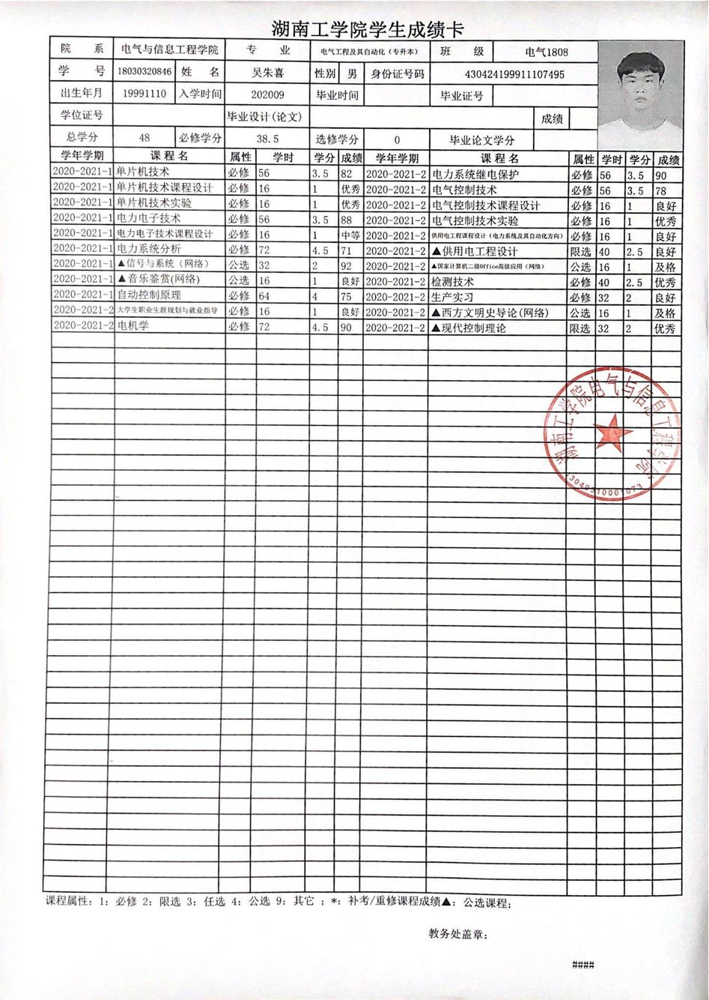 湖南工学院学生成绩卡
院 系 电气与信息工程学院 专 业 电气工程及其自动化（专升本） 班 级 电气1808
学 号 18030320846 姓 名 吴朱喜 性别 男 身份证号码 430424199911107495
出生年月 19991110 入学时间 202009 毕业时间 毕业证号
学位证号 毕业设计(论文) 成绩
总学分 48 必修学分 38.5 选修学分 0 毕业论文学分
学年学期 课程名 属性 学时 学分 成绩 学年学期 课程名 属性 学时 学分 成绩
2020-2021-1 单片机技术 必修 56 3.5 82 2020-2021-2 电力系统继电保护 必修 56 3.5 90
2020-2021-1 单片机技术课程设计 必修 16 1 优秀 2020-2021-2 电气控制技术 必修 56 3.5 78
2020-2021-1 单片机技术实验 必修 16 1 优秀 2020-2021-2 电气控制技术课程设计 必修 16 1 良好
2020-2021-1 电力电子技术 必修 56 3.5 88 2020-2021-2 电气控制技术实验 必修 16 1 优秀
2020-2021-1 电力电子技术课程设计 必修 16 1 中等 2020-2021-2 供用电工程课程设计（电力系统及其自动化方向） 必修 16 1 良好
2020-2021-1 电力系统分析 必修 72 4.5 71 2020-2021-2 ▲供用电工程设计 限选 40 2.5 良好
2020-2021-1 ▲信号与系统（网络） 公选 32 2 92 2020-2021-2 ▲国家计算机二级Office高级应用（网络） 公选 16 1 及格
2020-2021-1 ▲音乐鉴赏(网络) 公选 16 1 良好 2020-2021-2 检测技术 必修 40 2.5 优秀
2020-2021-1 自动控制原理 必修 64 4 75 2020-2021-2 生产实习 必修 32 2 良好
2020-2021-2 大学生职业生涯规划与就业指导 必修 16 1 良好 2020-2021-2 ▲西方文明史导论(网络) 公选 16 1 及格
2020-2021-2 电机学 必修 72 4.5 90 2020-2021-2 ▲现代控制理论 限选 32 2 优秀
湖南工学院电气与信息工程学院
课程属性：1：必修 2：限选 3：任选 4：公选 9：其它 ；*：补考/重修课程成绩▲：公选课程；
教务处盖章：
####